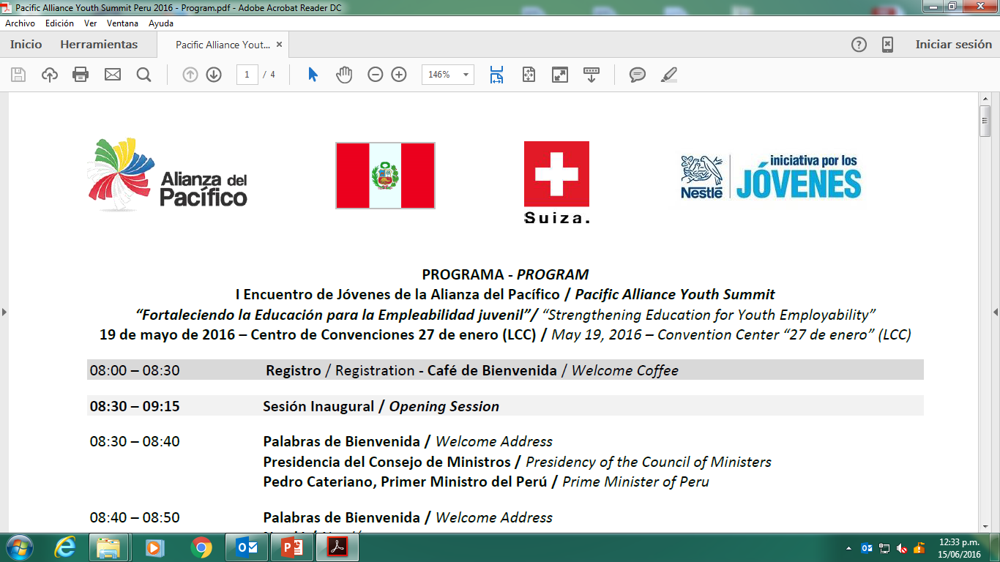 Pacific Alliance Youth Summit Peru 2016 - Program.pdf - Adobe Acrobat Reader DC
Archivo Edición Ver Ventana Ayuda
Inicio Herramientas Pacific Alliance Yout... × Iniciar sesión
1 / 4 146%
Alianza del
Pacífico
Suiza.
Nestlé
iniciativa por los
JÓVENES
PROGRAMA - PROGRAM
I Encuentro de Jóvenes de la Alianza del Pacífico / Pacific Alliance Youth Summit
“Fortaleciendo la Educación para la Empleabilidad juvenil”/ “Strengthening Education for Youth Employability”
19 de mayo de 2016 – Centro de Convenciones 27 de enero (LCC) / May 19, 2016 – Convention Center “27 de enero” (LCC)
08:00 – 08:30 Registro / Registration - Café de Bienvenida / Welcome Coffee
08:30 – 09:15 Sesión Inaugural / Opening Session
08:30 – 08:40 Palabras de Bienvenida / Welcome Address
Presidencia del Consejo de Ministros / Presidency of the Council of Ministers
Pedro Cateriano, Primer Ministro del Perú / Prime Minister of Peru
08:40 – 08:50 Palabras de Bienvenida / Welcome Address
12:33 p.m.
15/06/2016